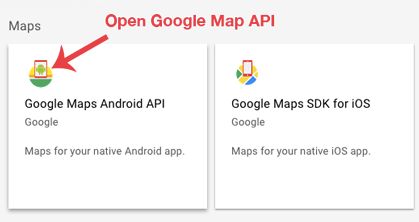 Open Google Map API
Maps
Google Maps Android API
Google
Maps for your native Android app.
Google Maps SDK for iOS
Google
Maps for your native iOS app.